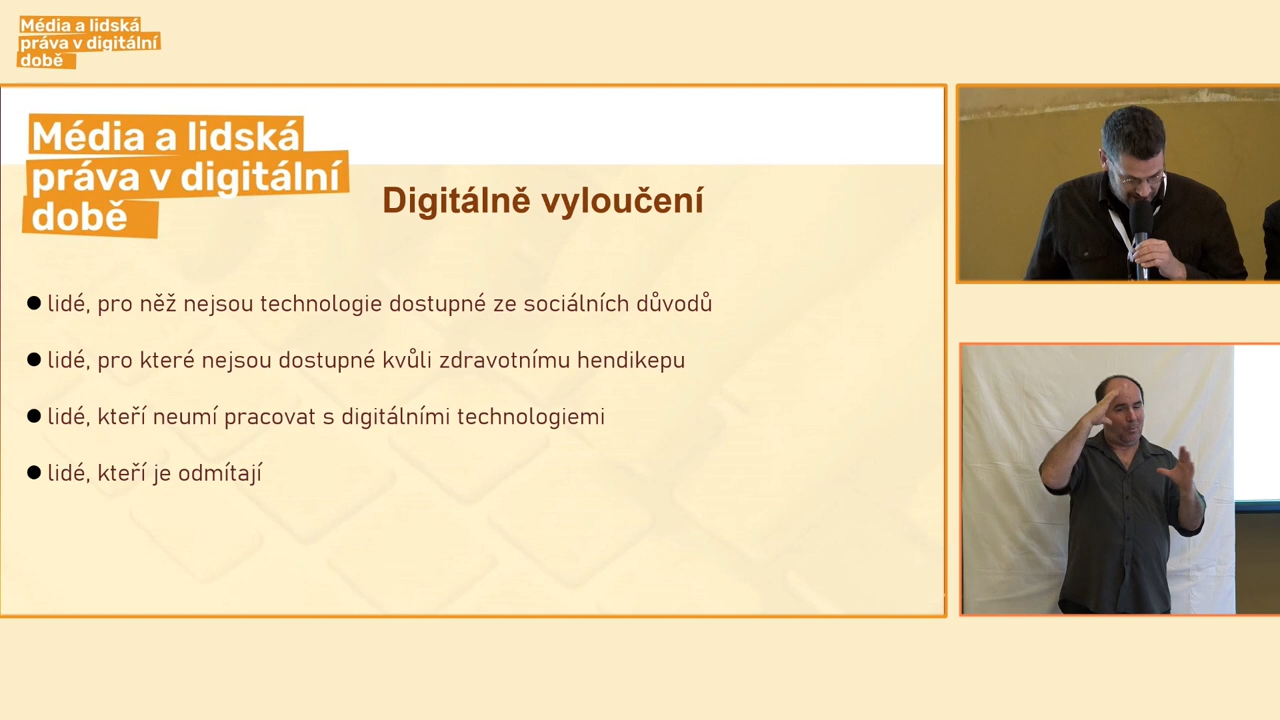 Média a lidská
práva v digitální
době
Média a lidská
práva v digitální
době
Digitálně vyloučení
lidé, pro něž nejsou technologie dostupné ze sociálních důvodů
lidé, pro které nejsou dostupné kvůli zdravotnímu hendikepu
lidé, kteří neumí pracovat s digitálními technologiemi
lidé, kteří je odmítají